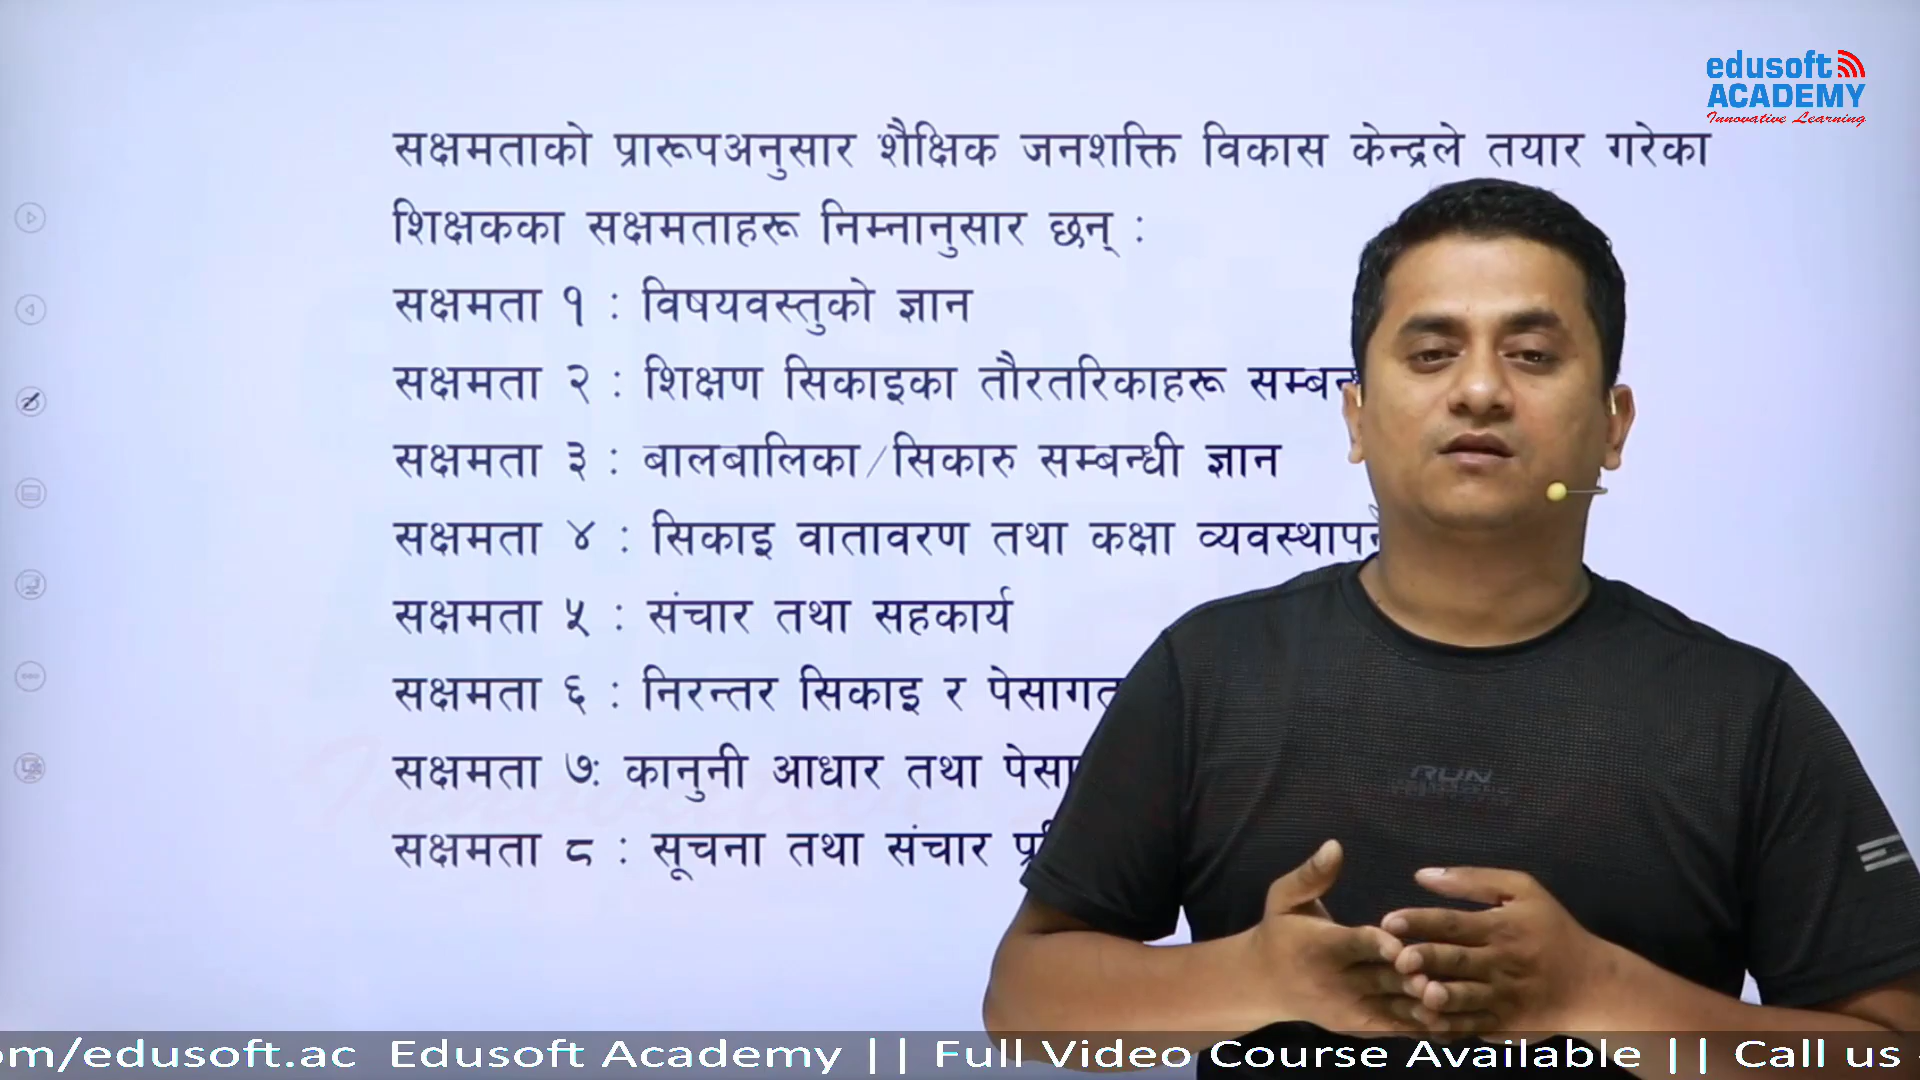 edusoft
ACADEMY
Innovative Learning
सक्षमताको प्रारूपअनुसार शैक्षिक जनशक्ति विकास केन्द्रले तयार गरेका
शिक्षकका सक्षमताहरू निम्नानुसार छन् :
सक्षमता १ : विषयवस्तुको ज्ञान
सक्षमता २ : शिक्षण सिकाइका तौरतरिकाहरू
सक्षमता ३ : बालबालिका/सिकारु सम्बन्धी ज्ञान
सक्षमता ४ : सिकाइ वातावरण तथा कक्षा
सक्षमता ५ : संचार तथा सहकार्य
सक्षमता ६ : निरन्तर सिकाइ र
सक्षमता ७: कानुनी आधार तथा
सक्षमता ८ : सूचना तथा संचार
RUN
om/edusoft.ac Edusoft Academy || Full Video Course Available || Call us